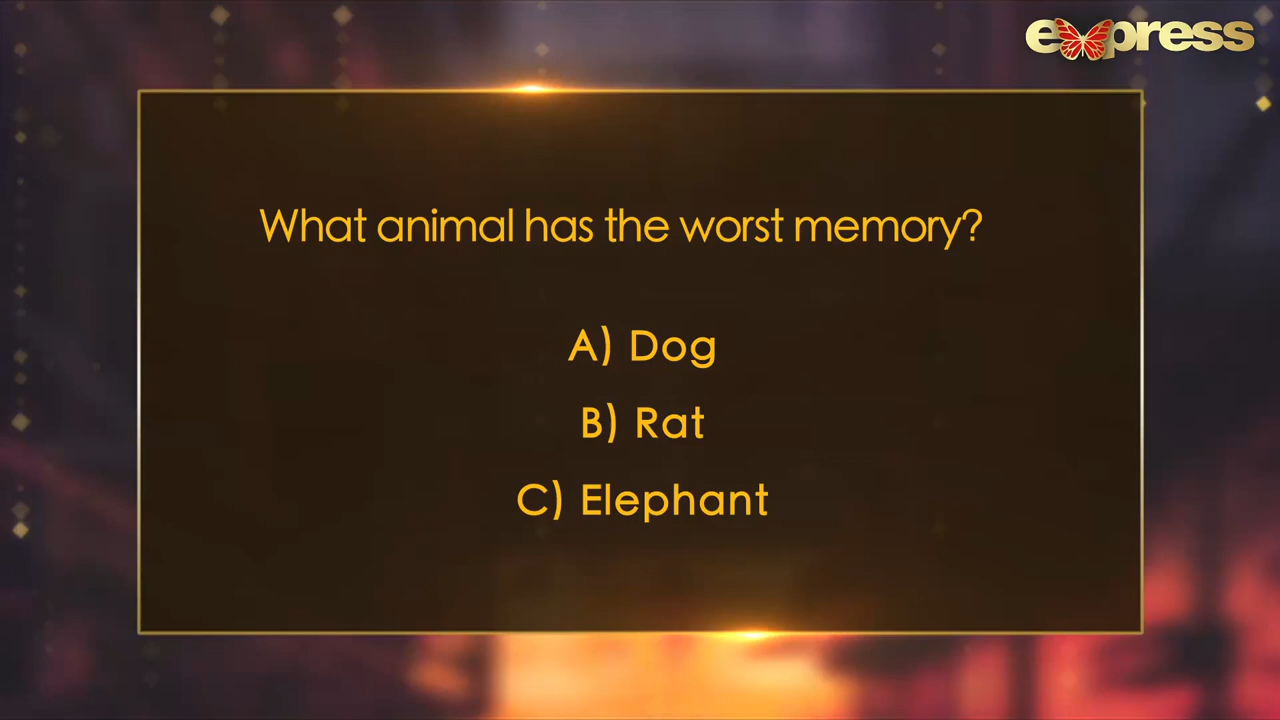 express
What animal has the worst memory?
A) Dog
B) Rat
C) Elephant